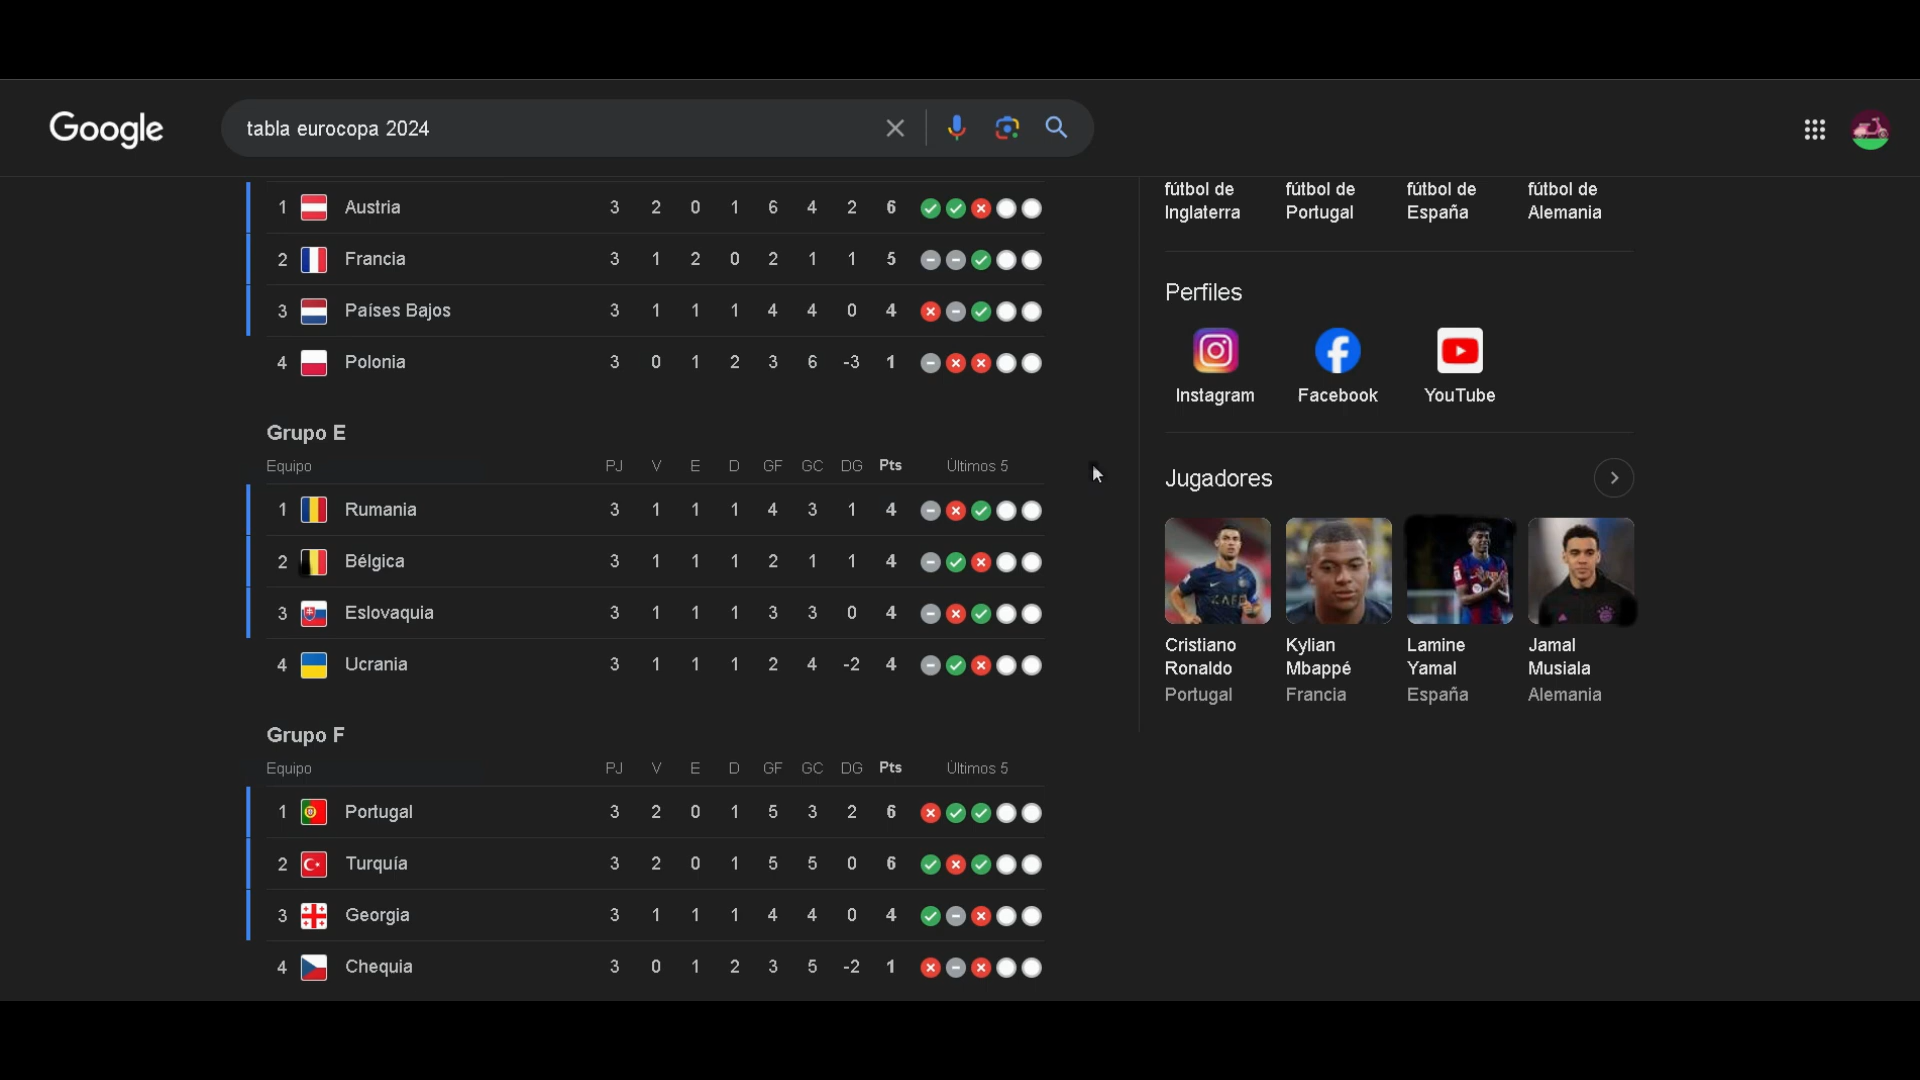 Google
tabla eurocopa 2024
1 Austria 3 2 0 1 6 4 2 6
2 Francia 3 1 2 0 2 1 1 5
3 Países Bajos 3 1 1 1 4 4 0 4
4 Polonia 3 0 1 2 3 6 -3 1
Grupo E
Equipo PJ V E D GF GC DG Pts Últimos 5
1 Rumania 3 1 1 1 4 3 1 4
2 Bélgica 3 1 1 1 2 1 1 4
3 Eslovaquia 3 1 1 1 3 3 0 4
4 Ucrania 3 1 1 1 2 4 -2 4
Grupo F
Equipo PJ V E D GF GC DG Pts Últimos 5
1 Portugal 3 2 0 1 5 3 2 6
2 Turquía 3 2 0 1 5 5 0 6
3 Georgia 3 1 1 1 4 4 0 4
4 Chequia 3 0 1 2 3 5 -2 1
fútbol de fútbol de fútbol de fútbol de
Inglaterra Portugal España Alemania
Perfiles
Instagram Facebook YouTube
Jugadores
Cristiano Kylian Lamine Jamal
Ronaldo Mbappé Yamal Musiala
Portugal Francia España Alemania